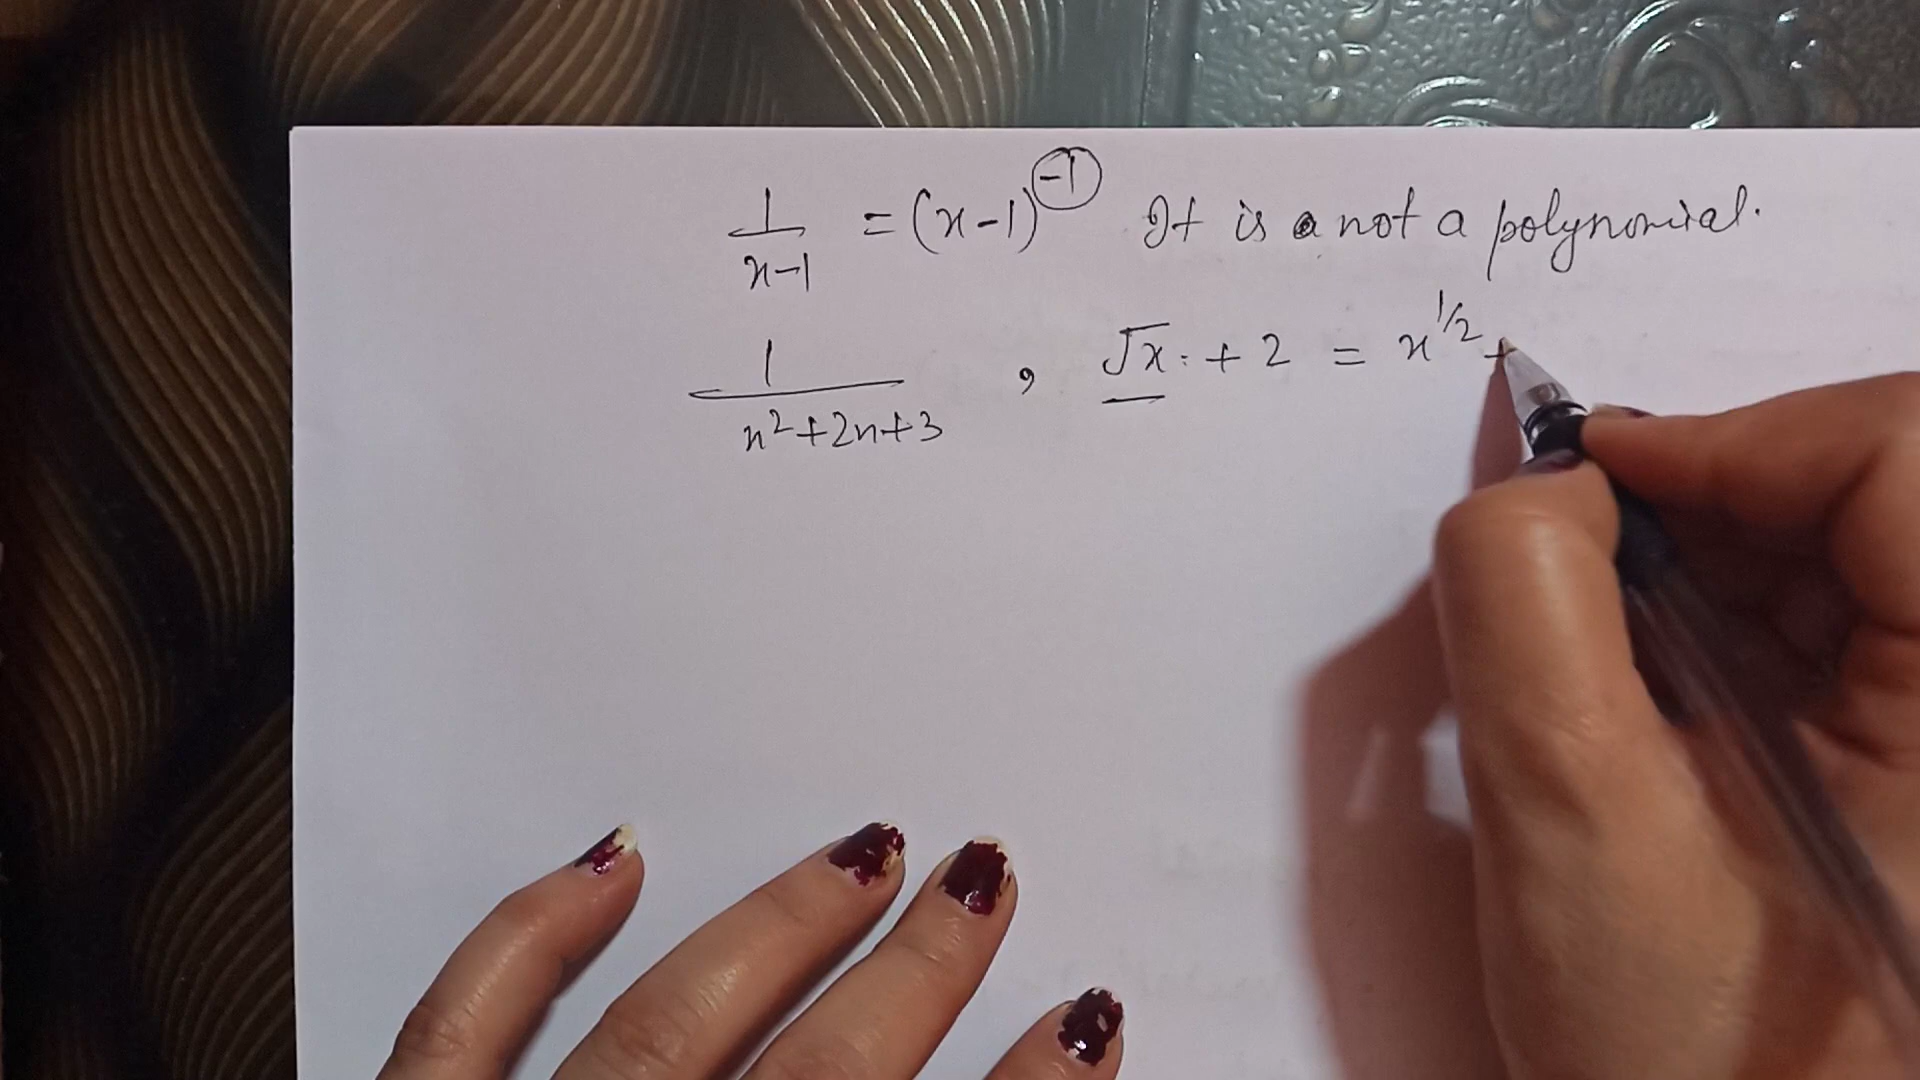 1/(x-1) = (x-1)^-1 It is not a polynomial.
1/(x²+2x+3) , √x + 2 = x^1/2 +